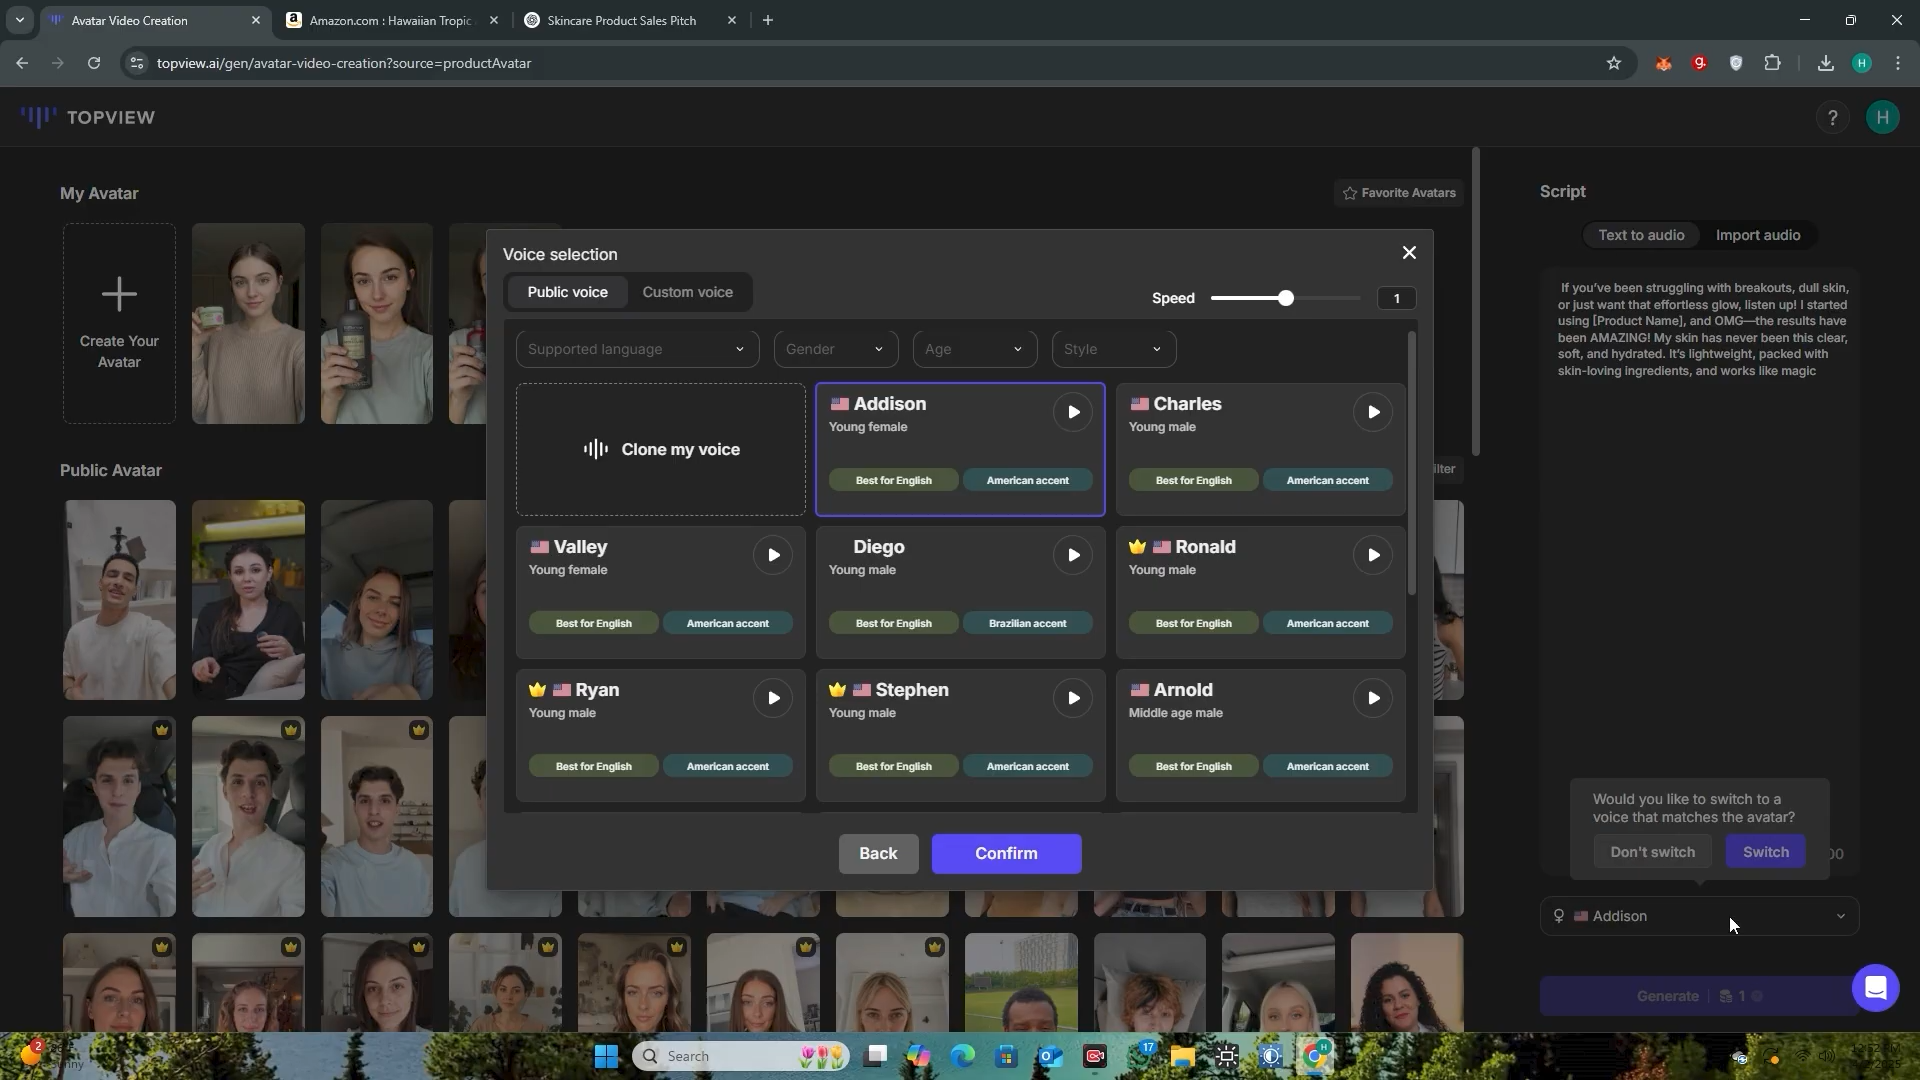 Avatar Video Creation
Amazon.com : Hawaiian Tropic
Skincare Product Sales Pitch
topview.ai/gen/avatar-video-creation?source=productAvatar
g.
H
TOPVIEW
?
H
My Avatar
Favorite Avatars
Create Your
Avatar
Public Avatar
Voice selection
Public voice
Custom voice
Speed
1
Supported language
Gender
Age
Style
Clone my voice
Addison
Young female
Best for English
American accent
Charles
Young male
Best for English
American accent
Valley
Young female
Best for English
American accent
Diego
Young male
Best for English
Brazilian accent
Ronald
Young male
Best for English
American accent
Ryan
Young male
Best for English
American accent
Stephen
Young male
Best for English
American accent
Arnold
Middle age male
Best for English
American accent
Back
Confirm
Script
Text to audio
Import audio
If you've been struggling with breakouts, dull skin,
or just want that effortless glow, listen up! I started
using [Product Name], and OMG—the results have
been AMAZING! My skin has never been this clear,
soft, and hydrated. It's lightweight, packed with
skin-loving ingredients, and works like magic
Would you like to switch to a
voice that matches the avatar?
Don't switch
Switch
Addison
Generate
1
2
Search
17
H